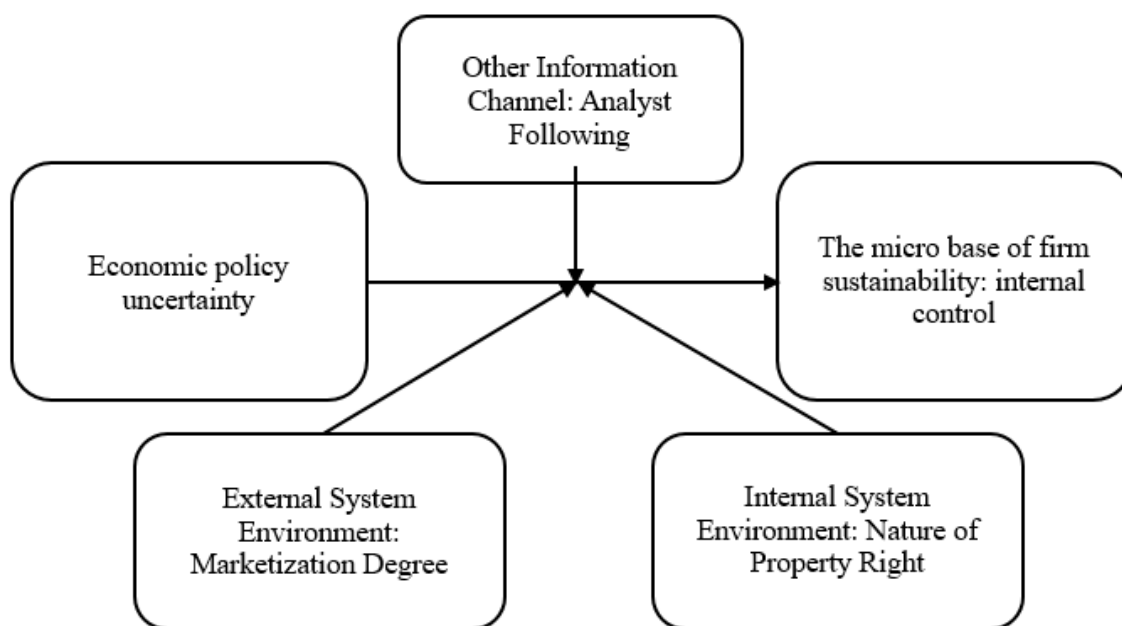 Other Information
Channel: Analyst
Following
Economic policy
uncertainty
The micro base of firm
sustainability: internal
control
External System
Environment:
Marketization Degree
Internal System
Environment: Nature of
Property Right